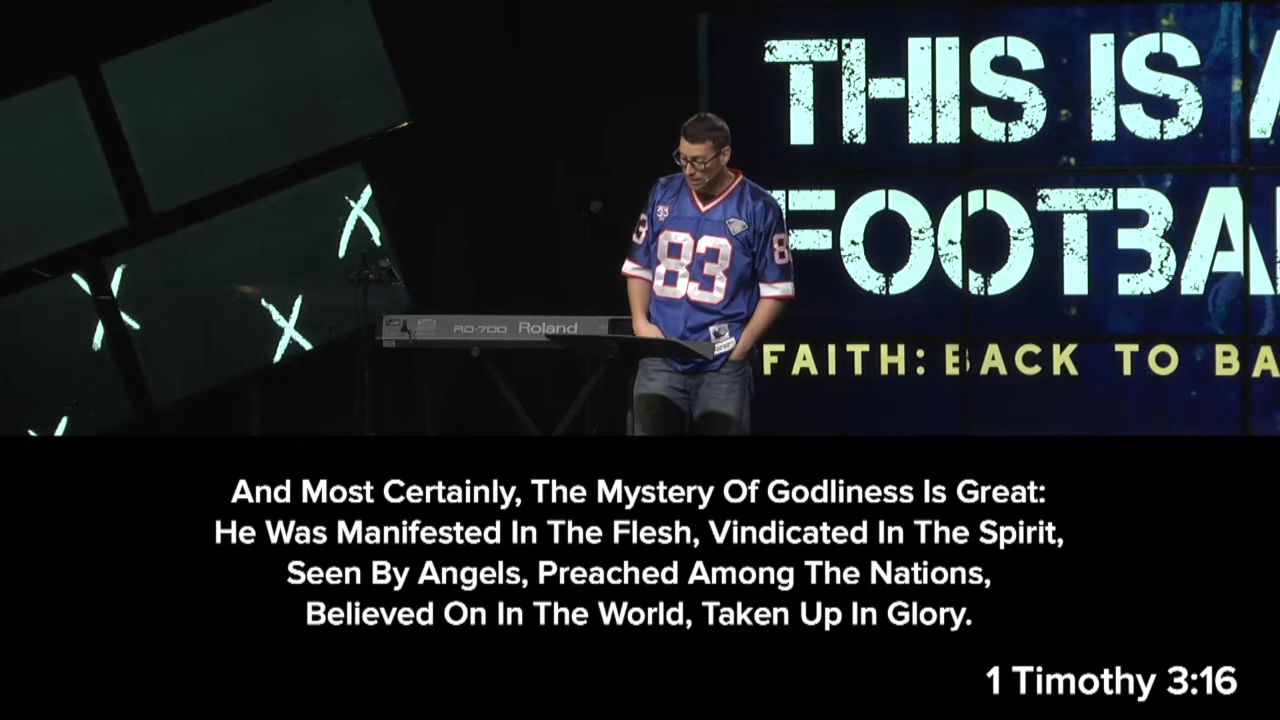 THIS IS A
FOOTBA
FAITH: BACK TO BA
83
83
RD-700 Roland
And Most Certainly, The Mystery Of Godliness Is Great:
He Was Manifested In The Flesh, Vindicated In The Spirit,
Seen By Angels, Preached Among The Nations,
Believed On In The World, Taken Up In Glory.
1 Timothy 3:16